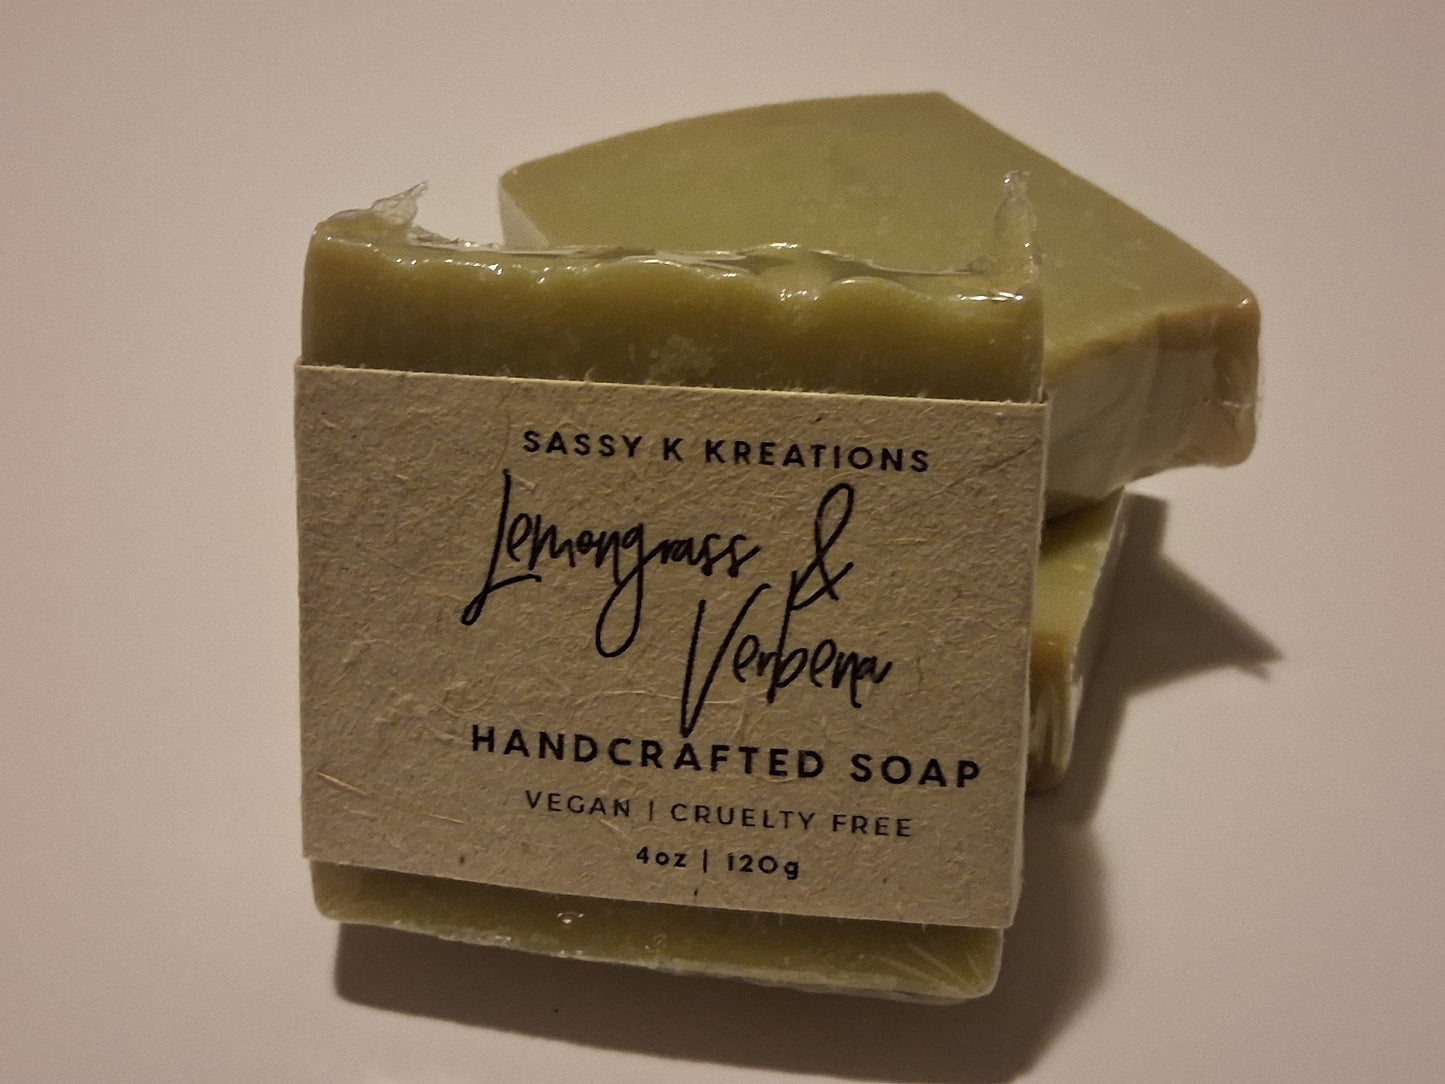 SASSY K KREATIONS
Lemongrass &
Verbena
HANDCRAFTED SOAP
VEGAN | CRUELTY FREE
4oz | 120g